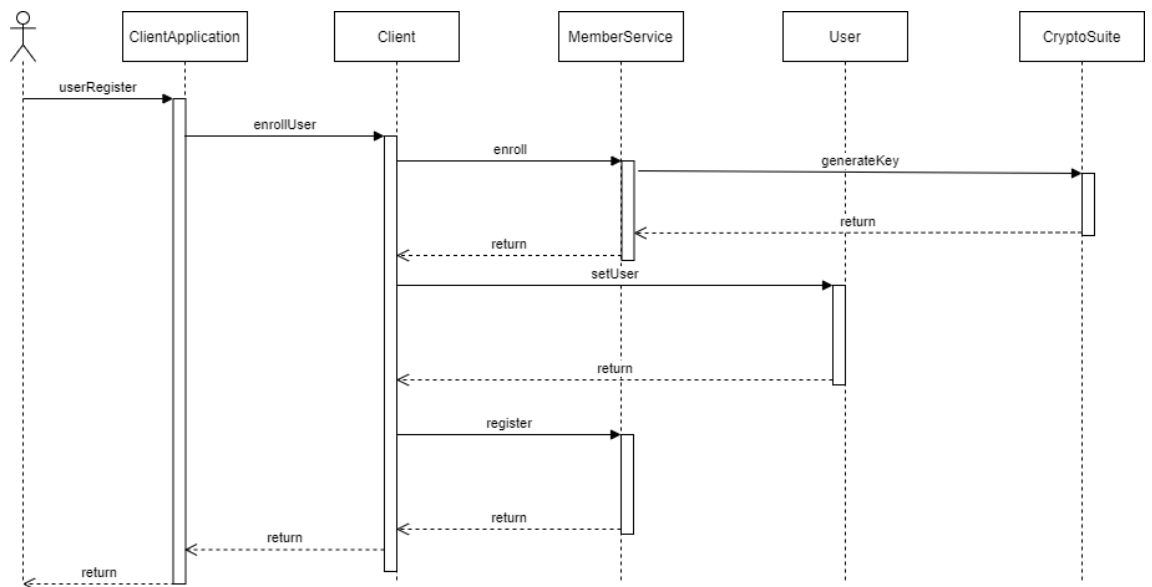 ClientApplication
Client
MemberService
User
CryptoSuite
userRegister
enrollUser
enroll
generateKey
return
return
setUser
return
register
return
return
return